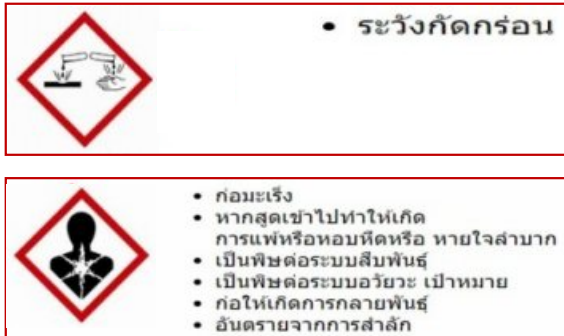 • ระวังกัดกร่อน
• ก่อมะเร็ง
• หากสูดเข้าไปทำให้เกิด
การแพ้หรือหอบหืดหรือ หายใจลำบาก
• เป็นพิษต่อระบบสืบพันธุ์
• เป็นพิษต่อระบบอวัยวะ เป้าหมาย
• ก่อให้เกิดการกลายพันธุ์
• อันตรายจากการสำลัก